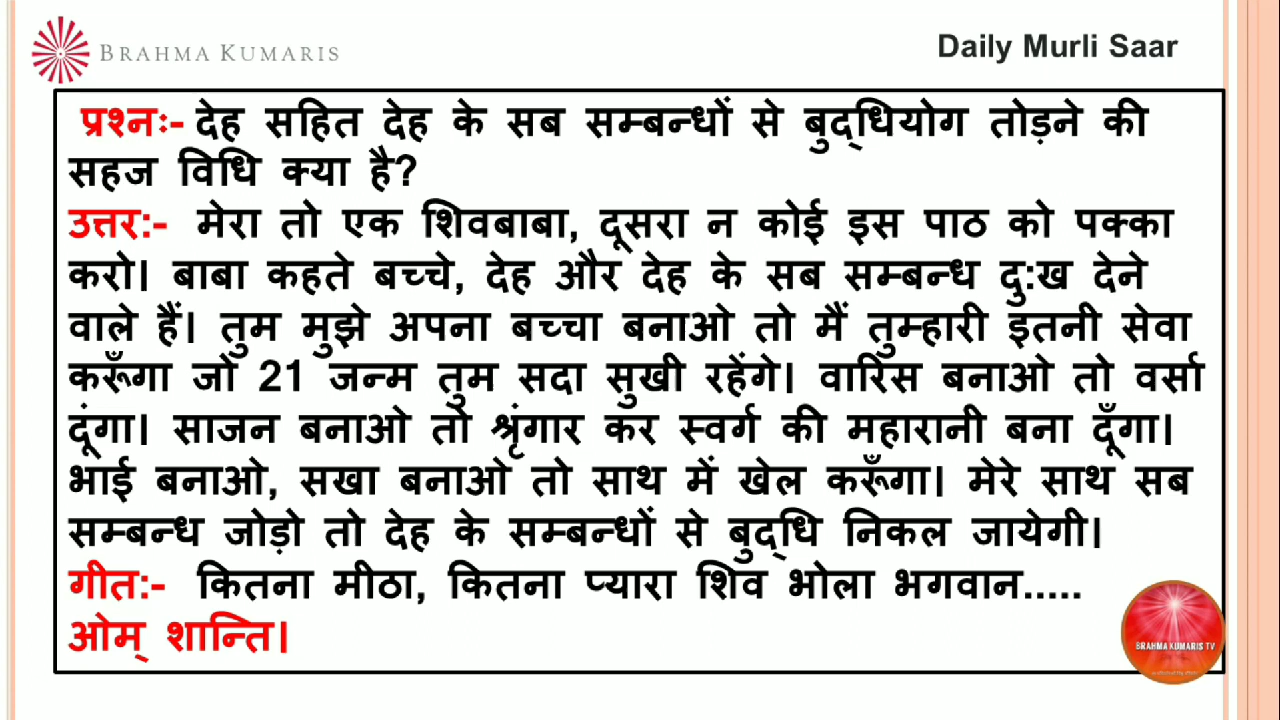 BRAHMA KUMARIS
Daily Murli Saar
प्रश्नः- देह सहित देह के सब सम्बन्धों से बुद्धियोग तोड़ने की
सहज विधि क्या है?
उत्तर:- मेरा तो एक शिवबाबा, दूसरा न कोई इस पाठ को पक्का
करो। बाबा कहते बच्चे, देह और देह के सब सम्बन्ध दु:ख देने
वाले हैं। तुम मुझे अपना बच्चा बनाओ तो मैं तुम्हारी इतनी सेवा
करूँगा जो 21 जन्म तुम सदा सुखी रहेंगे। वारिस बनाओ तो वर्सा
दूंगा। साजन बनाओ तो श्रृंगार कर स्वर्ग की महारानी बना दूँगा।
भाई बनाओ, सखा बनाओ तो साथ में खेल करूँगा। मेरे साथ सब
सम्बन्ध जोड़ो तो देह के सम्बन्धों से बुद्धि निकल जायेगी।
गीत:- कितना मीठा, कितना प्यारा शिव भोला भगवान.....
ओम् शान्ति।
BRAHMA KUMARIS TV